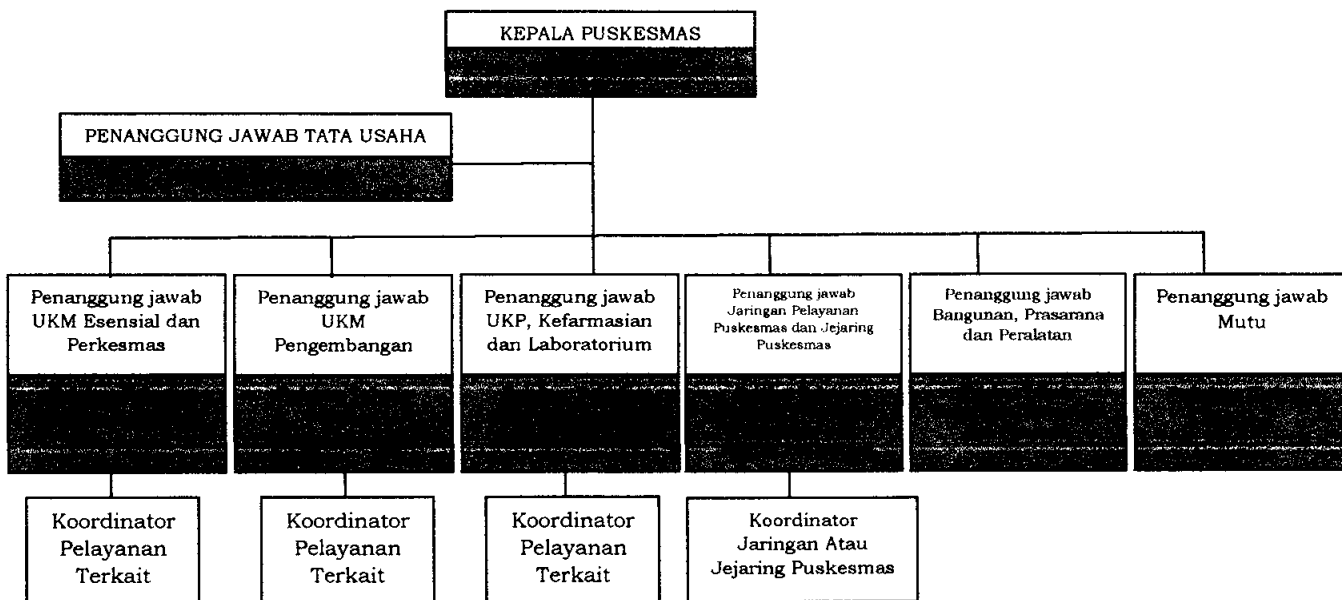 KEPALA PUSKESMAS
PENANGGUNG JAWAB TATA USAHA
Penanggung jawab
UKM Esensial dan
Perkesmas
Penanggung jawab
UKM
Pengembangan
Penanggung jawab
UKP, Kefarmasian
dan Laboratorium
Penanggung jawab
Jaringan Pelayanan
Puskesmas dan Jejaring
Puskesmas
Penanggung jawab
Bangunan, Prasarana
dan Peralatan
Penanggung jawab
Mutu
Koordinator
Pelayanan
Terkait
Koordinator
Pelayanan
Terkait
Koordinator
Pelayanan
Terkait
Koordinator
Jaringan Atau
Jejaring Puskesmas